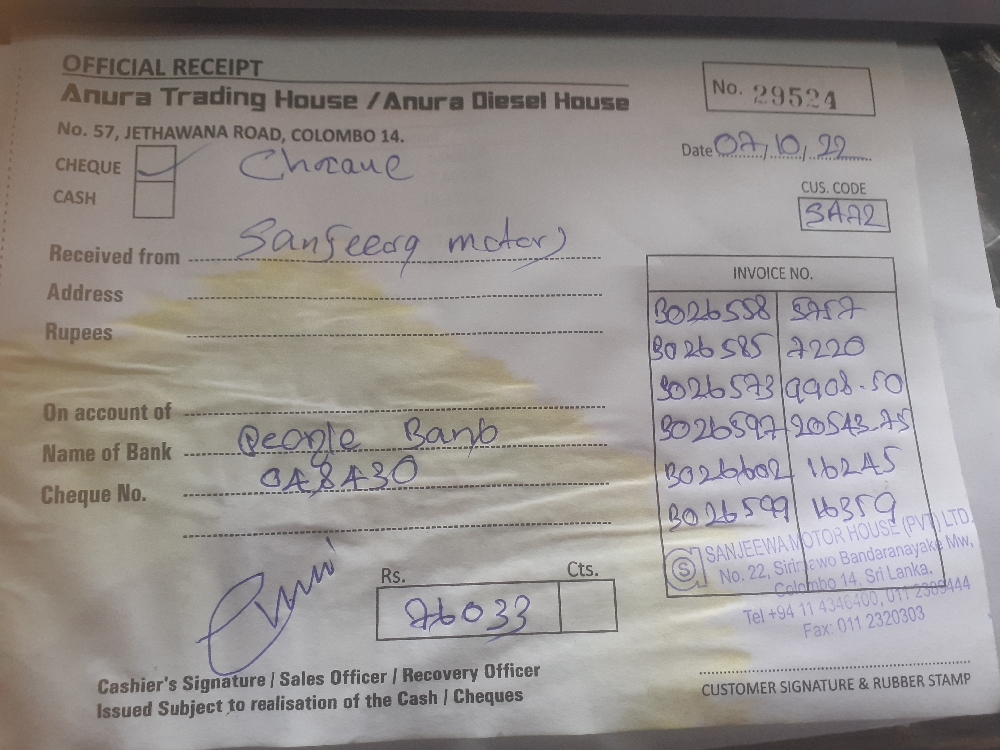 OFFICIAL RECEIPT
Anura Trading House / Anura Diesel House
No. 57, JETHAWANA ROAD, COLOMBO 14.
No. 29524
Date 07/10/22
CHEQUE
CASH
CUS. CODE
SA72
Received from
Address
Rupees
On account of
Name of Bank People Bank
Cheque No. 048430
INVOICE NO.
3026558 5757
3026585 7220
3026573 9908.50
3026597 20543.75
3026602 16245
3026599 16359
SANJEEWA MOTOR HOUSE (PVT) LTD.
No. 22, Sirimewo Bandaranayake Mw,
Colombo 14, Sri Lanka.
Tel +94 11 4346400, 011 2389444
Fax: 011 2320303
Rs. Cts.
76033
Cashier's Signature / Sales Officer / Recovery Officer
Issued Subject to realisation of the Cash / Cheques
CUSTOMER SIGNATURE & RUBBER STAMP